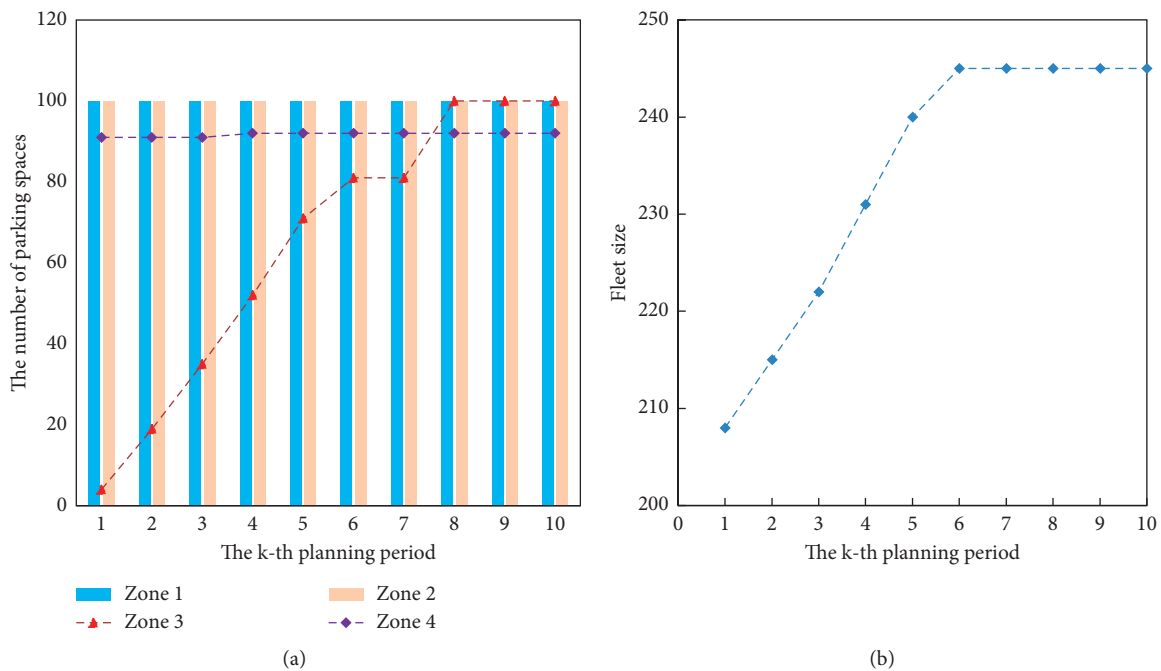 120
100
80
60
40
20
0
The number of parking spaces
1 2 3 4 5 6 7 8 9 10
The k-th planning period
Zone 1
Zone 2
Zone 3
Zone 4
(a)
250
240
230
220
210
200
Fleet size
0 1 2 3 4 5 6 7 8 9 10
The k-th planning period
(b)